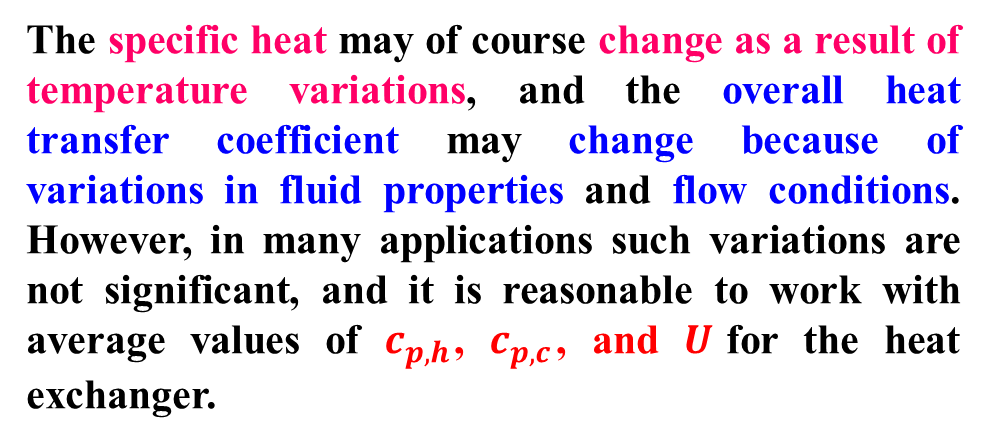 The specific heat may of course change as a result of
temperature variations, and the overall heat
transfer coefficient may change because of
variations in fluid properties and flow conditions.
However, in many applications such variations are
not significant, and it is reasonable to work with
average values of c_{p,h}, c_{p,c}, and U for the heat
exchanger.